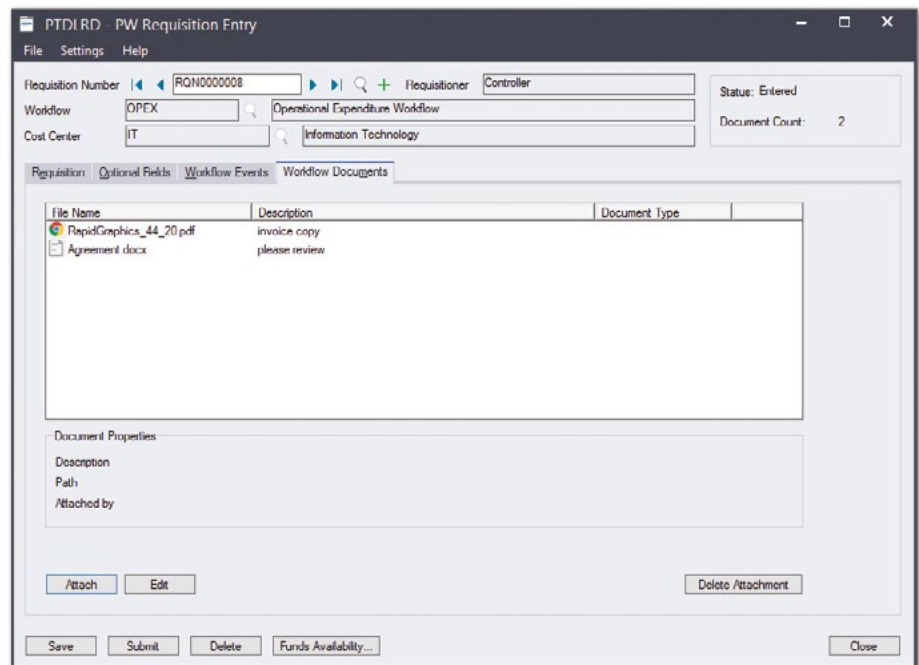 PTDLRD - PW Requisition Entry
File Settings Help
Requisition Number RQN0000008 Requisitioner Controller
Status: Entered
Workflow OPEX Operational Expenditure Workflow
Document Count: 2
Cost Center IT Information Technology
Requisition Optional Fields Workflow Events Workflow Documents
File Name Description Document Type
RapidGraphics_44_20.pdf invoice copy
Agreement.docx please review
Document Properties
Description
Path
Attached by
Attach Edit Delete Attachment
Save Submit Delete Funds Availability... Close